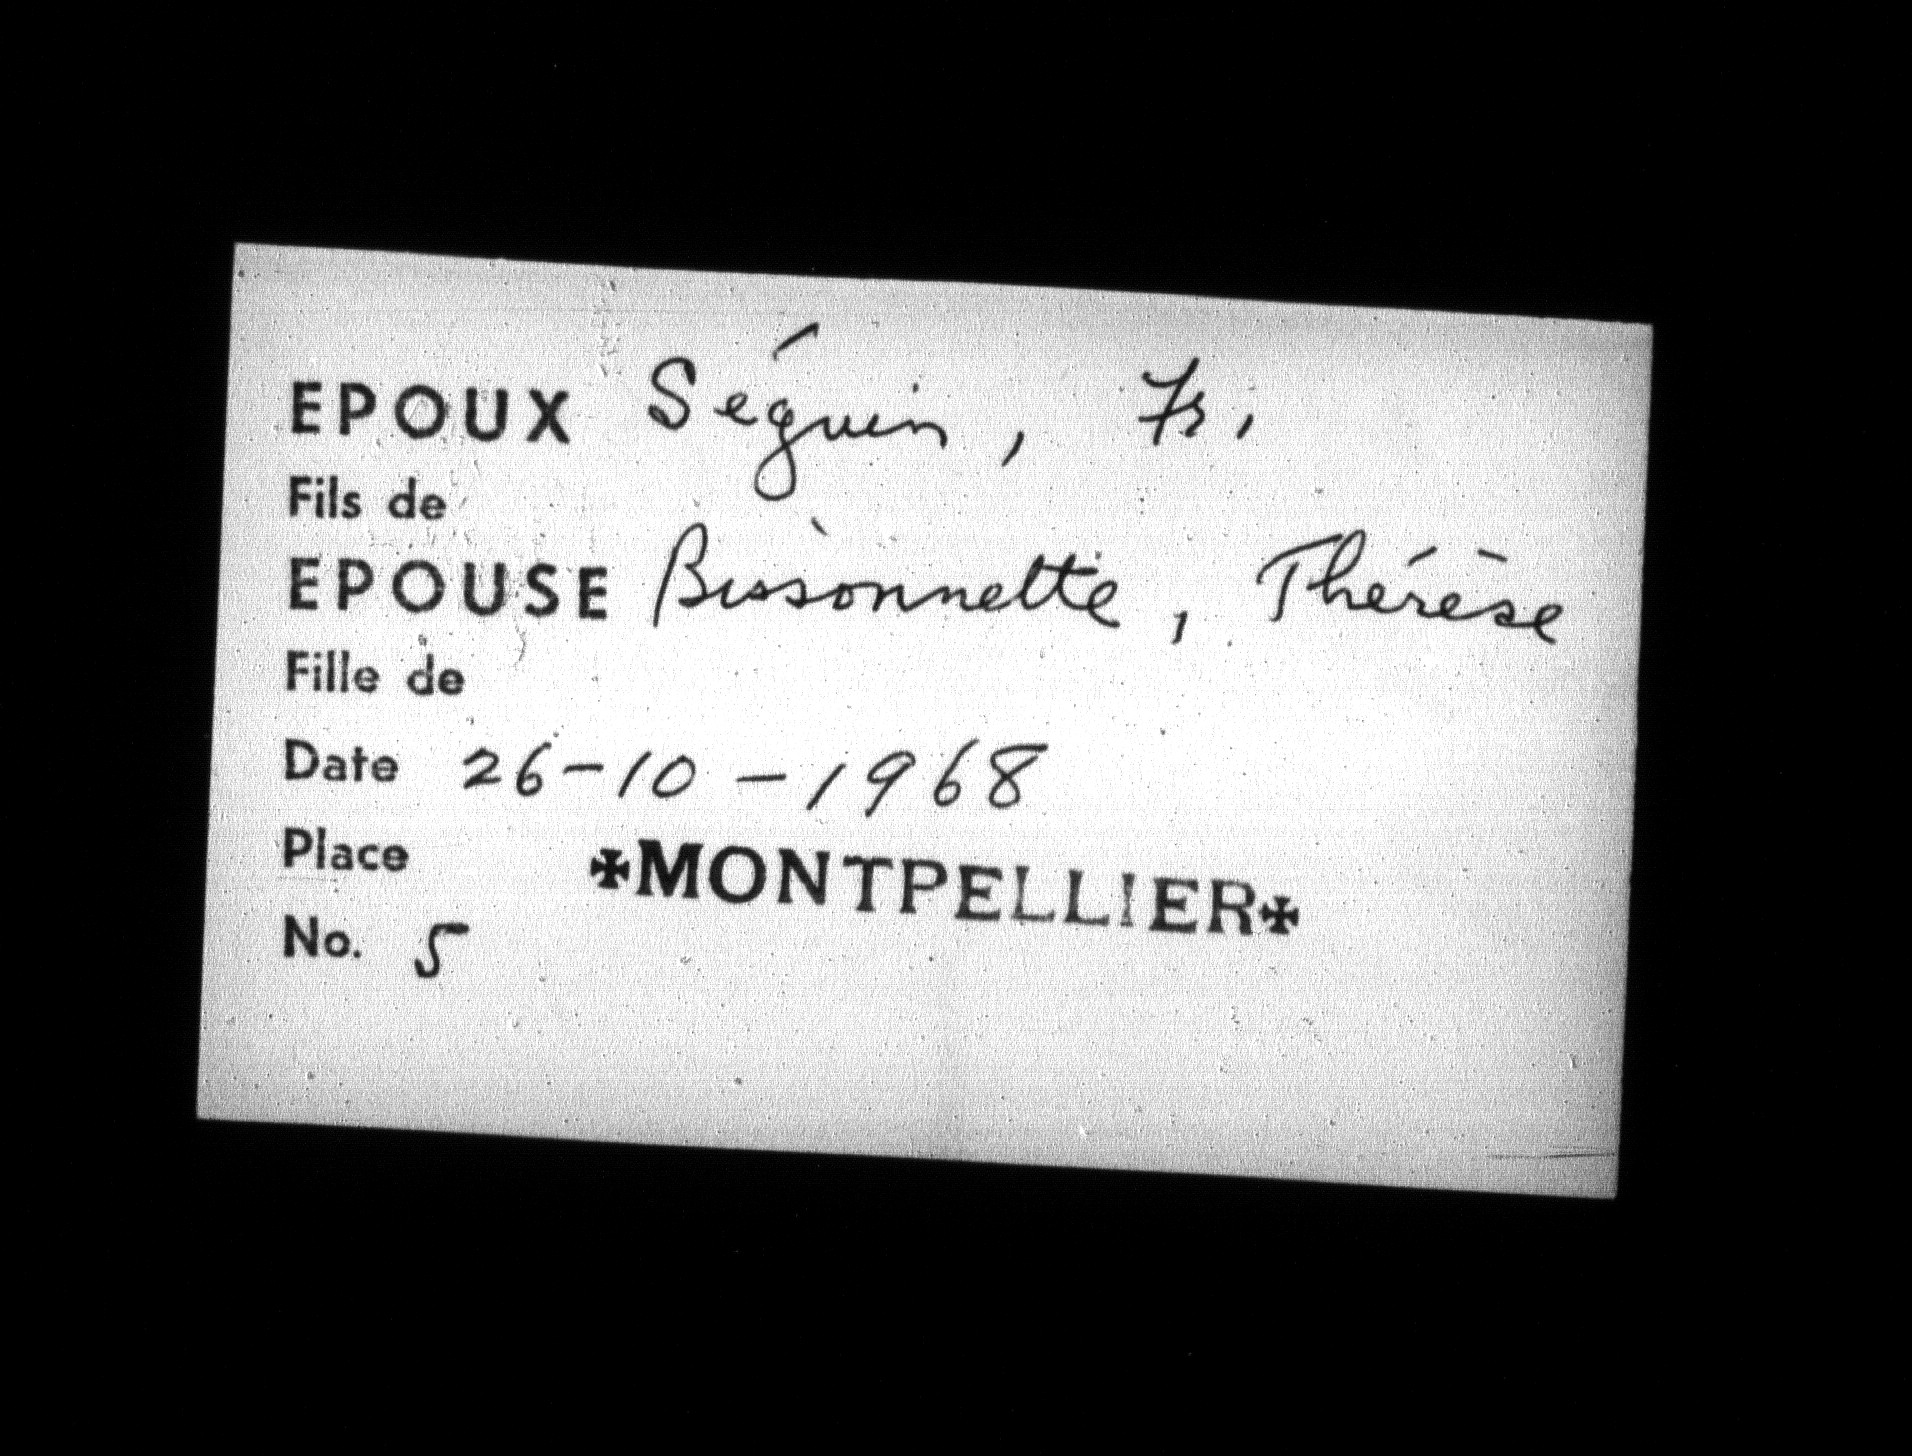 EPOUX Séguin, Fr.
Fils de
EPOUSE Bissonnette, Thérèse
Fille de
Date 26-10-1968
Place ✠MONTPELLIER✠
No. 5